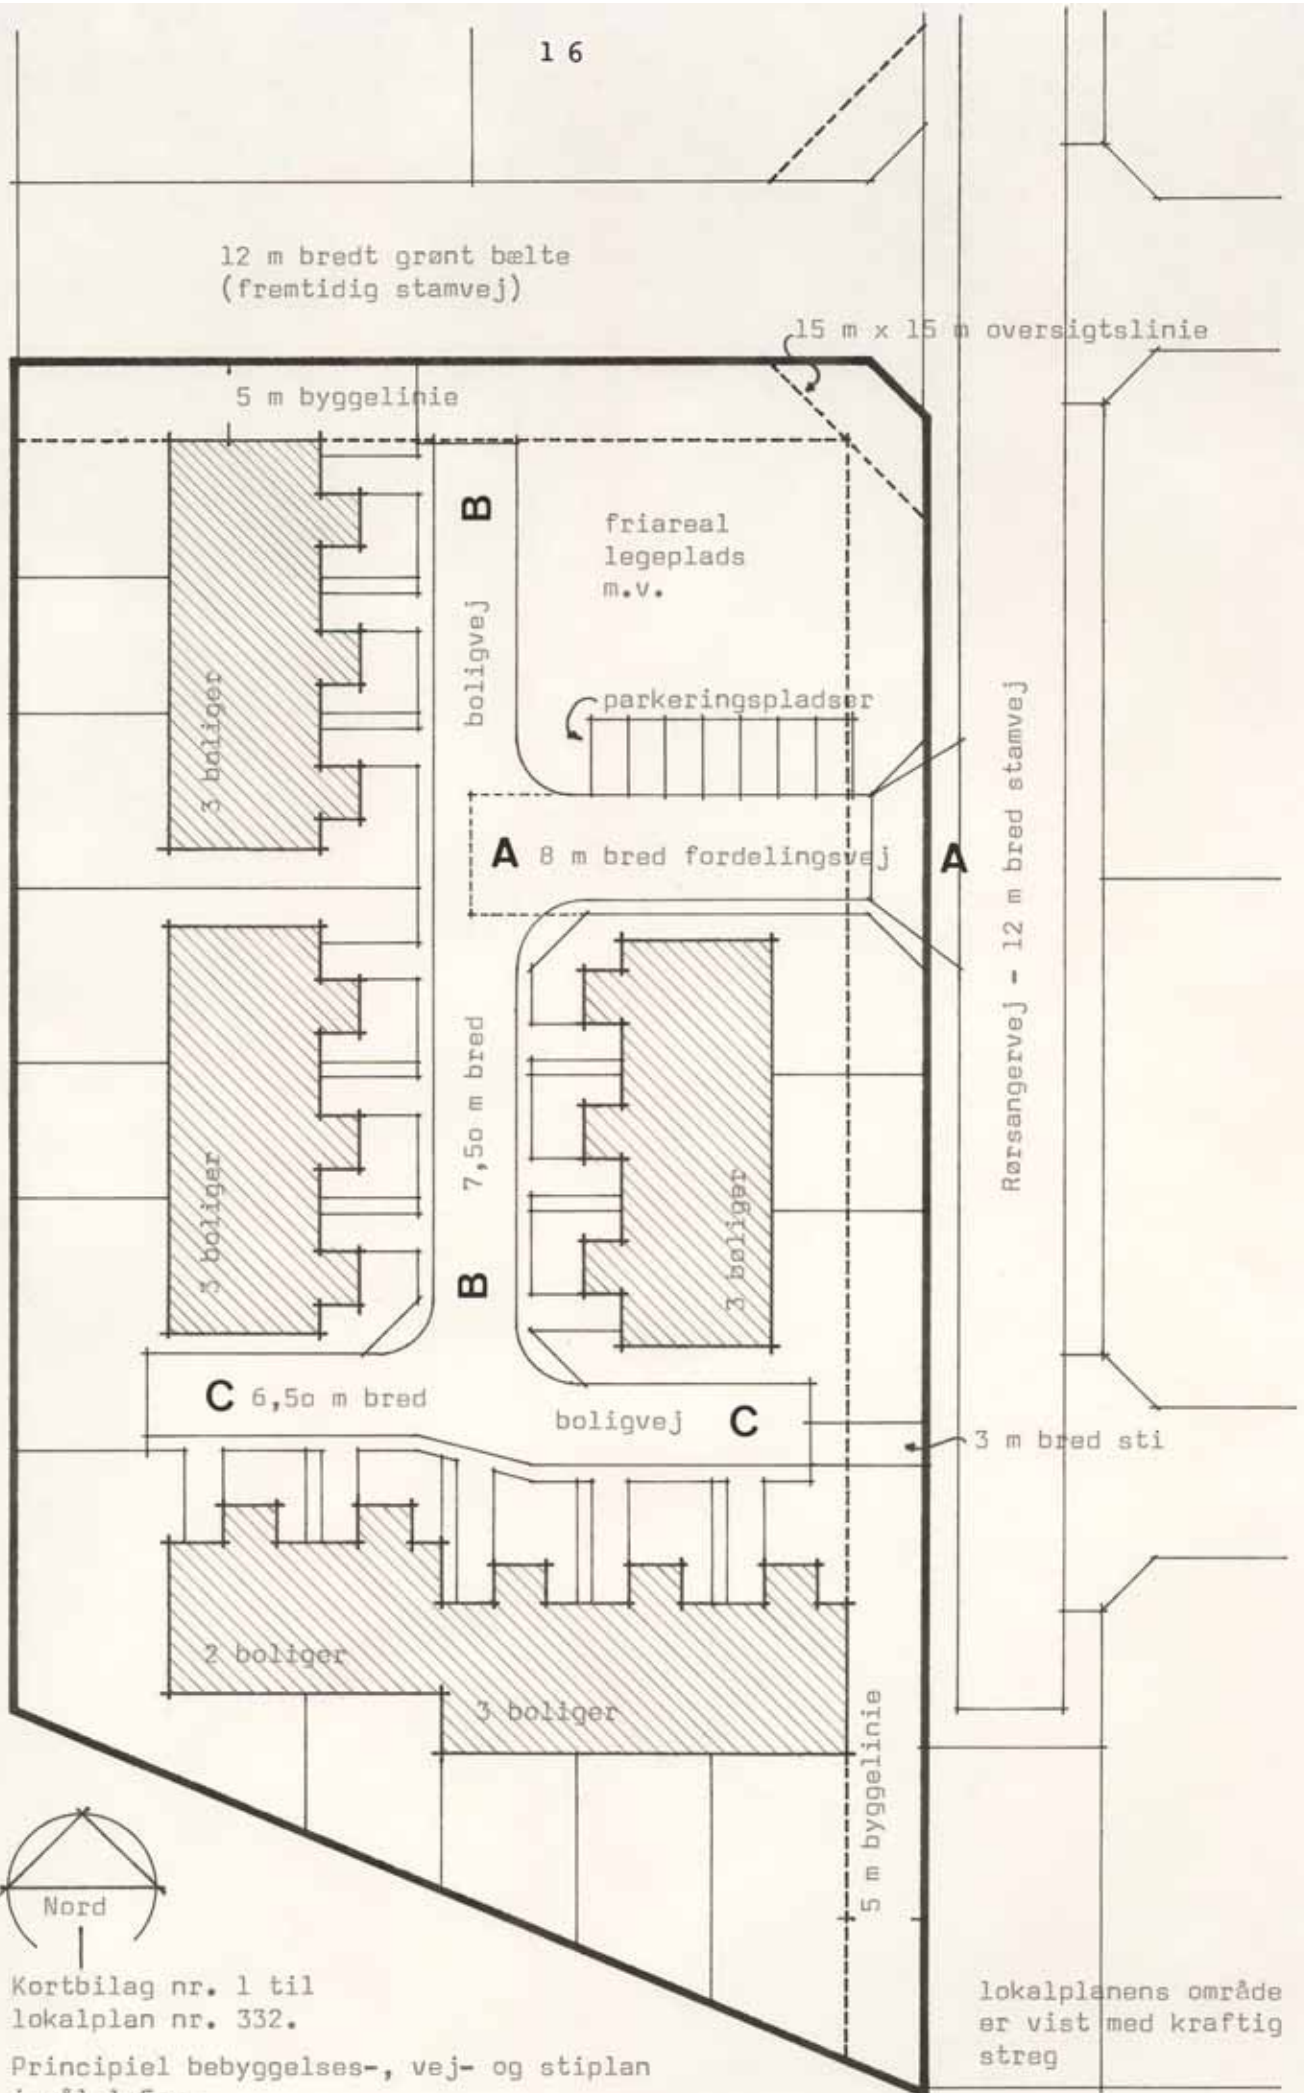 16
12 m bredt grønt bælte
(fremtidig stamvej)
15 m x 15 m oversigtslinie
5 m byggelinie
B
friareal
legeplads
m.v.
boligvej
parkeringspladser
3 boliger
A 8 m bred fordelingsvej
A
Rørsangervej - 12 m bred stamvej
7,50 m bred
3 boliger
3 boliger
B
C 6,50 m bred
boligvej C
3 m bred sti
2 boliger
3 boliger
5 m byggelinie
Nord
Kortbilag nr. 1 til
lokalplan nr. 332.
Principiel bebyggelses-, vej- og stiplan
lokalplanens område
er vist med kraftig
streg